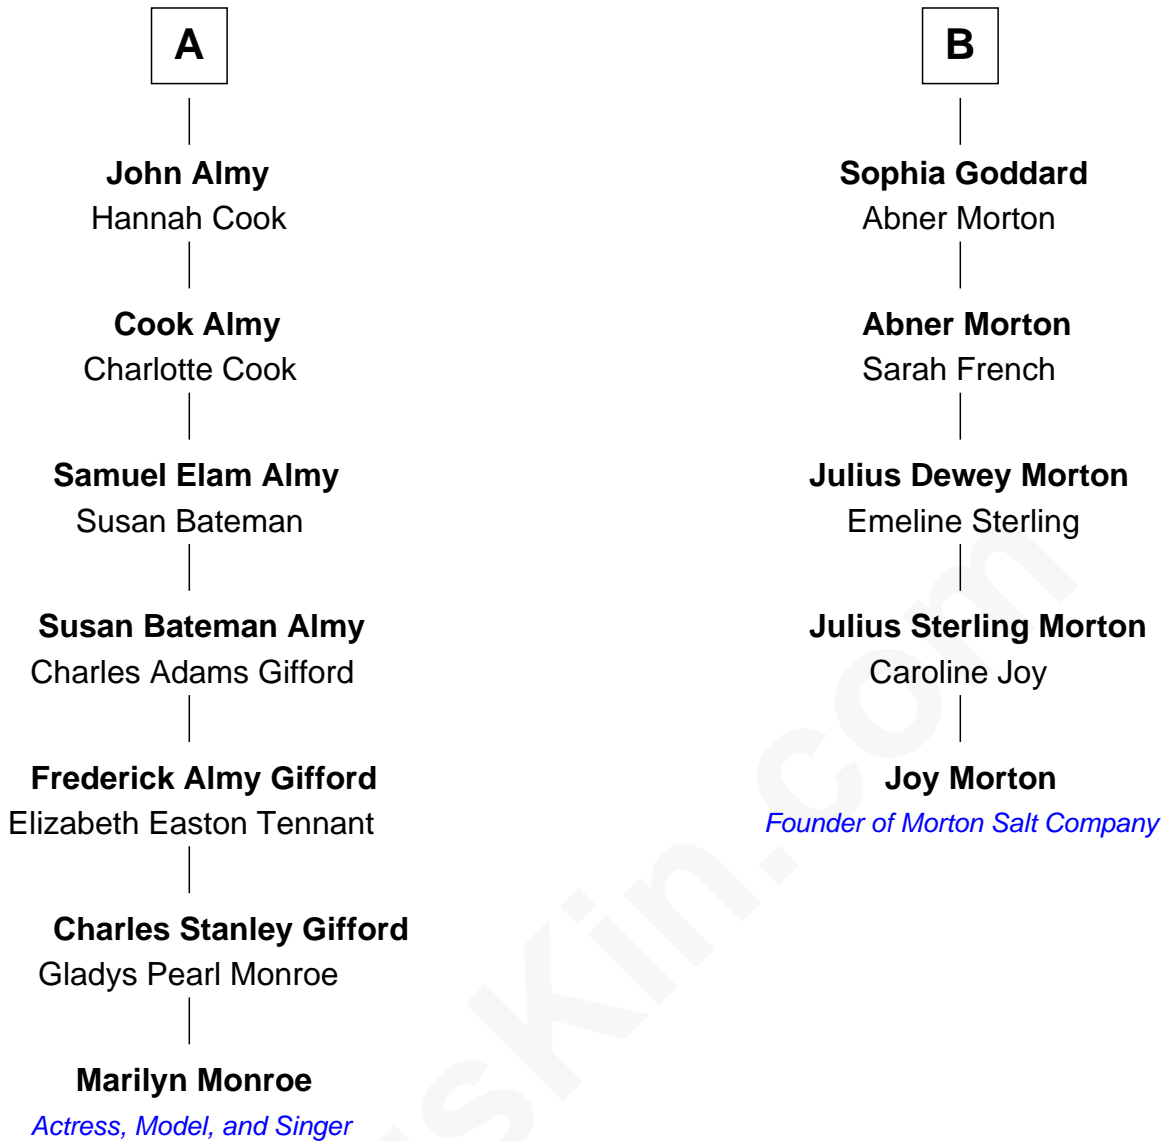 A
John Almy
Hannah Cook
Cook Almy
Charlotte Cook
Samuel Elam Almy
Susan Bateman
Susan Bateman Almy
Charles Adams Gifford
Frederick Almy Gifford
Elizabeth Easton Tennant
Charles Stanley Gifford
Gladys Pearl Monroe
Marilyn Monroe
Actress, Model, and Singer
B
Sophia Goddard
Abner Morton
Abner Morton
Sarah French
Julius Dewey Morton
Emeline Sterling
Julius Sterling Morton
Caroline Joy
Joy Morton
Founder of Morton Salt Company
usKin.com